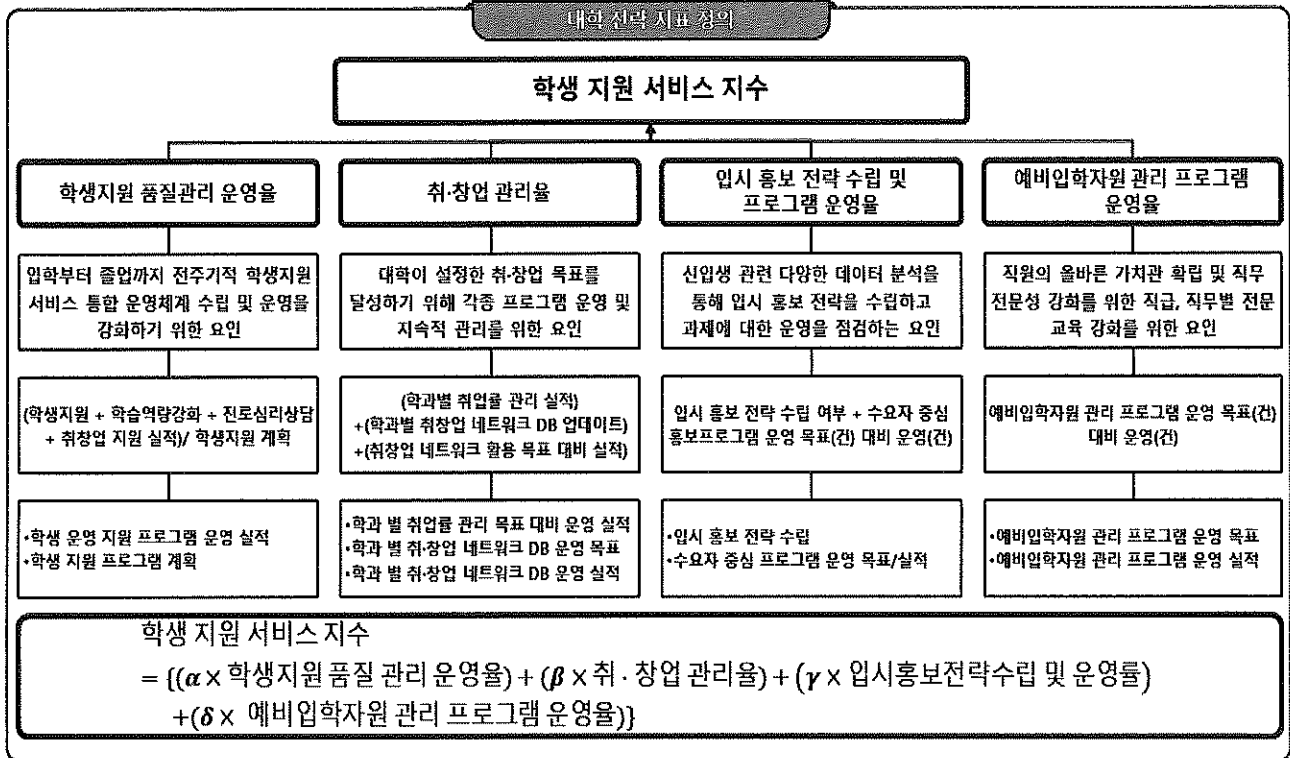 대학 전략 지표 정의
학생 지원 서비스 지수
학생지원 품질관리 운영율
취·창업 관리율
입시 홍보 전략 수립 및
프로그램 운영율
예비입학자원 관리 프로그램
운영율
입학부터 졸업까지 전주기적 학생지원
서비스 통합 운영체계 수립 및 운영을
강화하기 위한 요인
대학이 설정한 취·창업 목표를
달성하기 위해 각종 프로그램 운영 및
지속적 관리를 위한 요인
신입생 관련 다양한 데이터 분석을
통해 입시 홍보 전략을 수립하고
과제에 대한 운영을 점검하는 요인
직원의 올바른 가치관 확립 및 직무
전문성 강화를 위한 직급, 직무별 전문
교육 강화를 위한 요인
(학생지원 + 학습역량강화 + 진로심리상담
+ 취창업 지원 실적)/ 학생지원 계획
(학과별 취업률 관리 실적)
+(학과별 취창업 네트워크 DB 업데이트)
+(취창업 네트워크 활용 목표 대비 실적)
입시 홍보 전략 수립 여부 + 수요자 중심
홍보프로그램 운영 목표(건) 대비 운영(건)
예비입학자원 관리 프로그램 운영 목표(건)
대비 운영(건)
•학생 운영 지원 프로그램 운영 실적
•학생 지원 프로그램 계획
•학과 별 취업률 관리 목표 대비 운영 실적
•학과 별 취·창업 네트워크 DB 운영 목표
•학과 별 취·창업 네트워크 DB 운영 실적
•입시 홍보 전략 수립
•수요자 중심 프로그램 운영 목표/실적
•예비입학자원 관리 프로그램 운영 목표
•예비입학자원 관리 프로그램 운영 실적
학생 지원 서비스 지수
= {(α × 학생지원 품질 관리 운영율) + (β × 취 · 창업 관리율) + (γ × 입시홍보전략수립 및 운영률)
+(δ × 예비입학자원 관리 프로그램 운영율)}